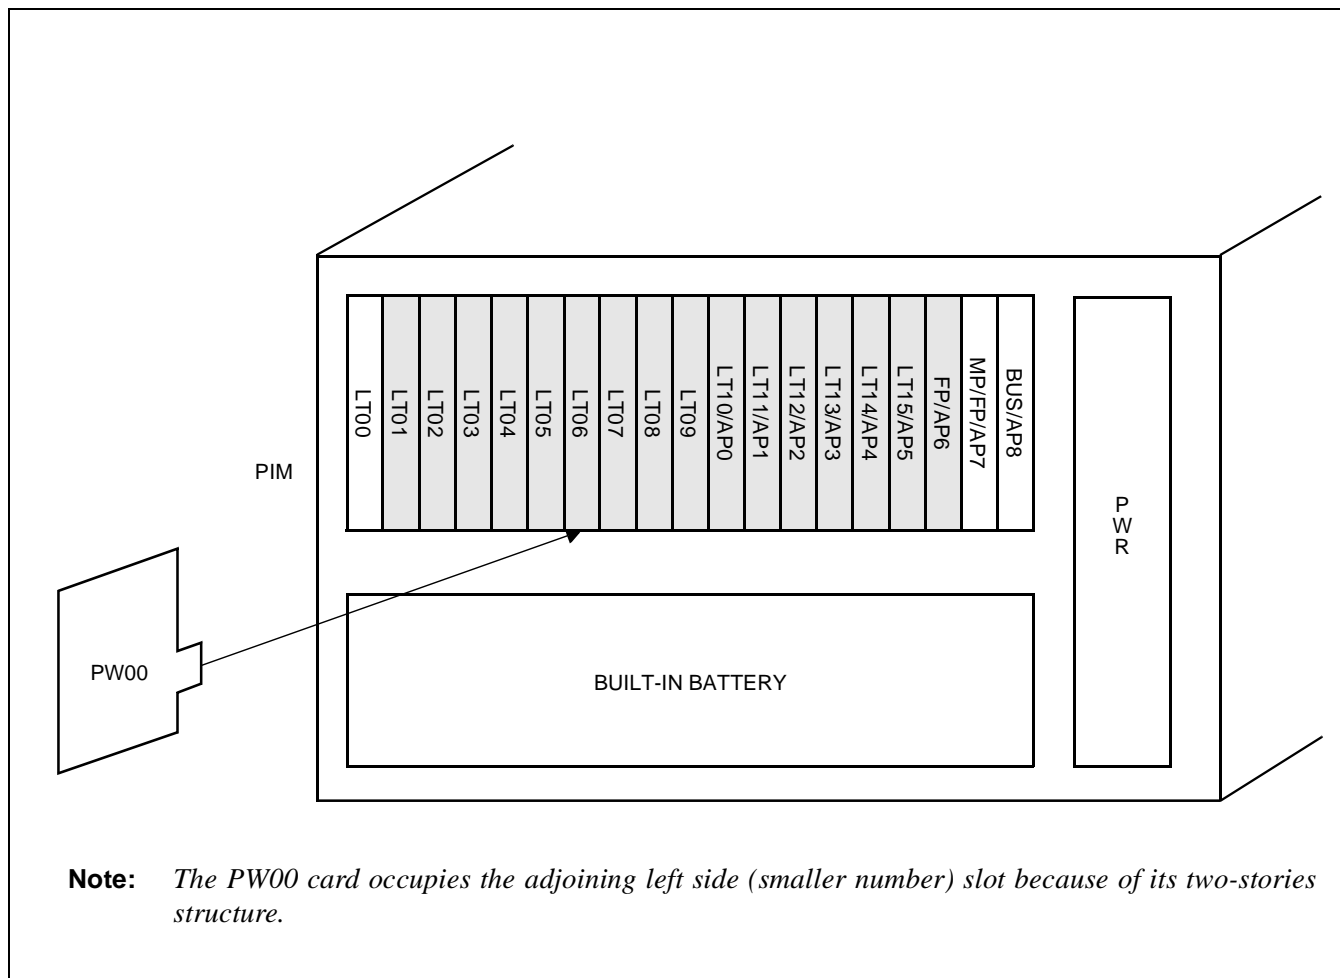 LT00
LT01
LT02
LT03
LT04
LT05
LT06
LT07
LT08
LT09
LT10/AP0
LT11/AP1
LT12/AP2
LT13/AP3
LT14/AP4
LT15/AP5
FP/AP6
MP/FP/AP7
BUS/AP8
PIM
P
W
R
PW00
BUILT-IN BATTERY
Note: The PW00 card occupies the adjoining left side (smaller number) slot because of its two-stories
structure.